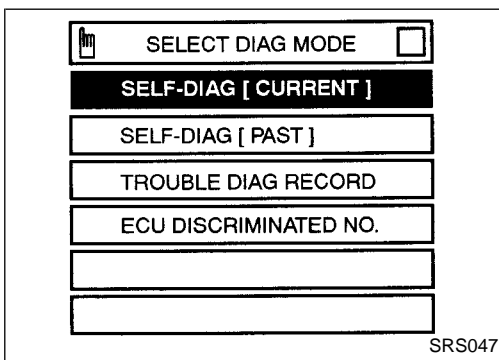 SELECT DIAG MODE
SELF-DIAG [ CURRENT ]
SELF-DIAG [ PAST ]
TROUBLE DIAG RECORD
ECU DISCRIMINATED NO.
SRS047